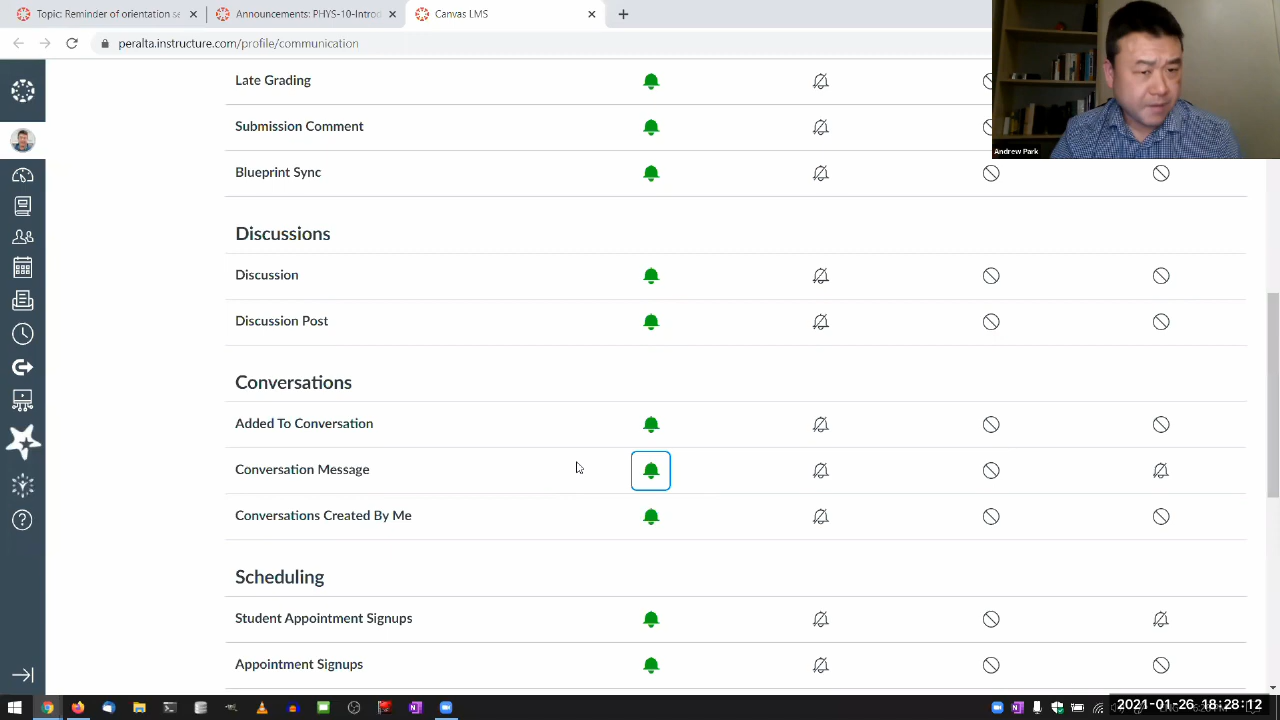 Topic: Reminder of orientation se
Announcements: PHYS-10-Introd
Canvas LMS
peralta.instructure.com/profile/communication
Andrew Park
Late Grading
Submission Comment
Blueprint Sync
Discussions
Discussion
Discussion Post
Conversations
Added To Conversation
Conversation Message
Conversations Created By Me
Scheduling
Student Appointment Signups
Appointment Signups
2021-01-26 18:28:12